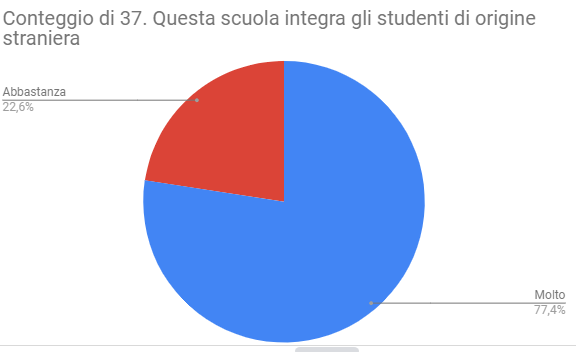 Conteggio di 37. Questa scuola integra gli studenti di origine
straniera
Abbastanza
22,6%
Molto
77,4%